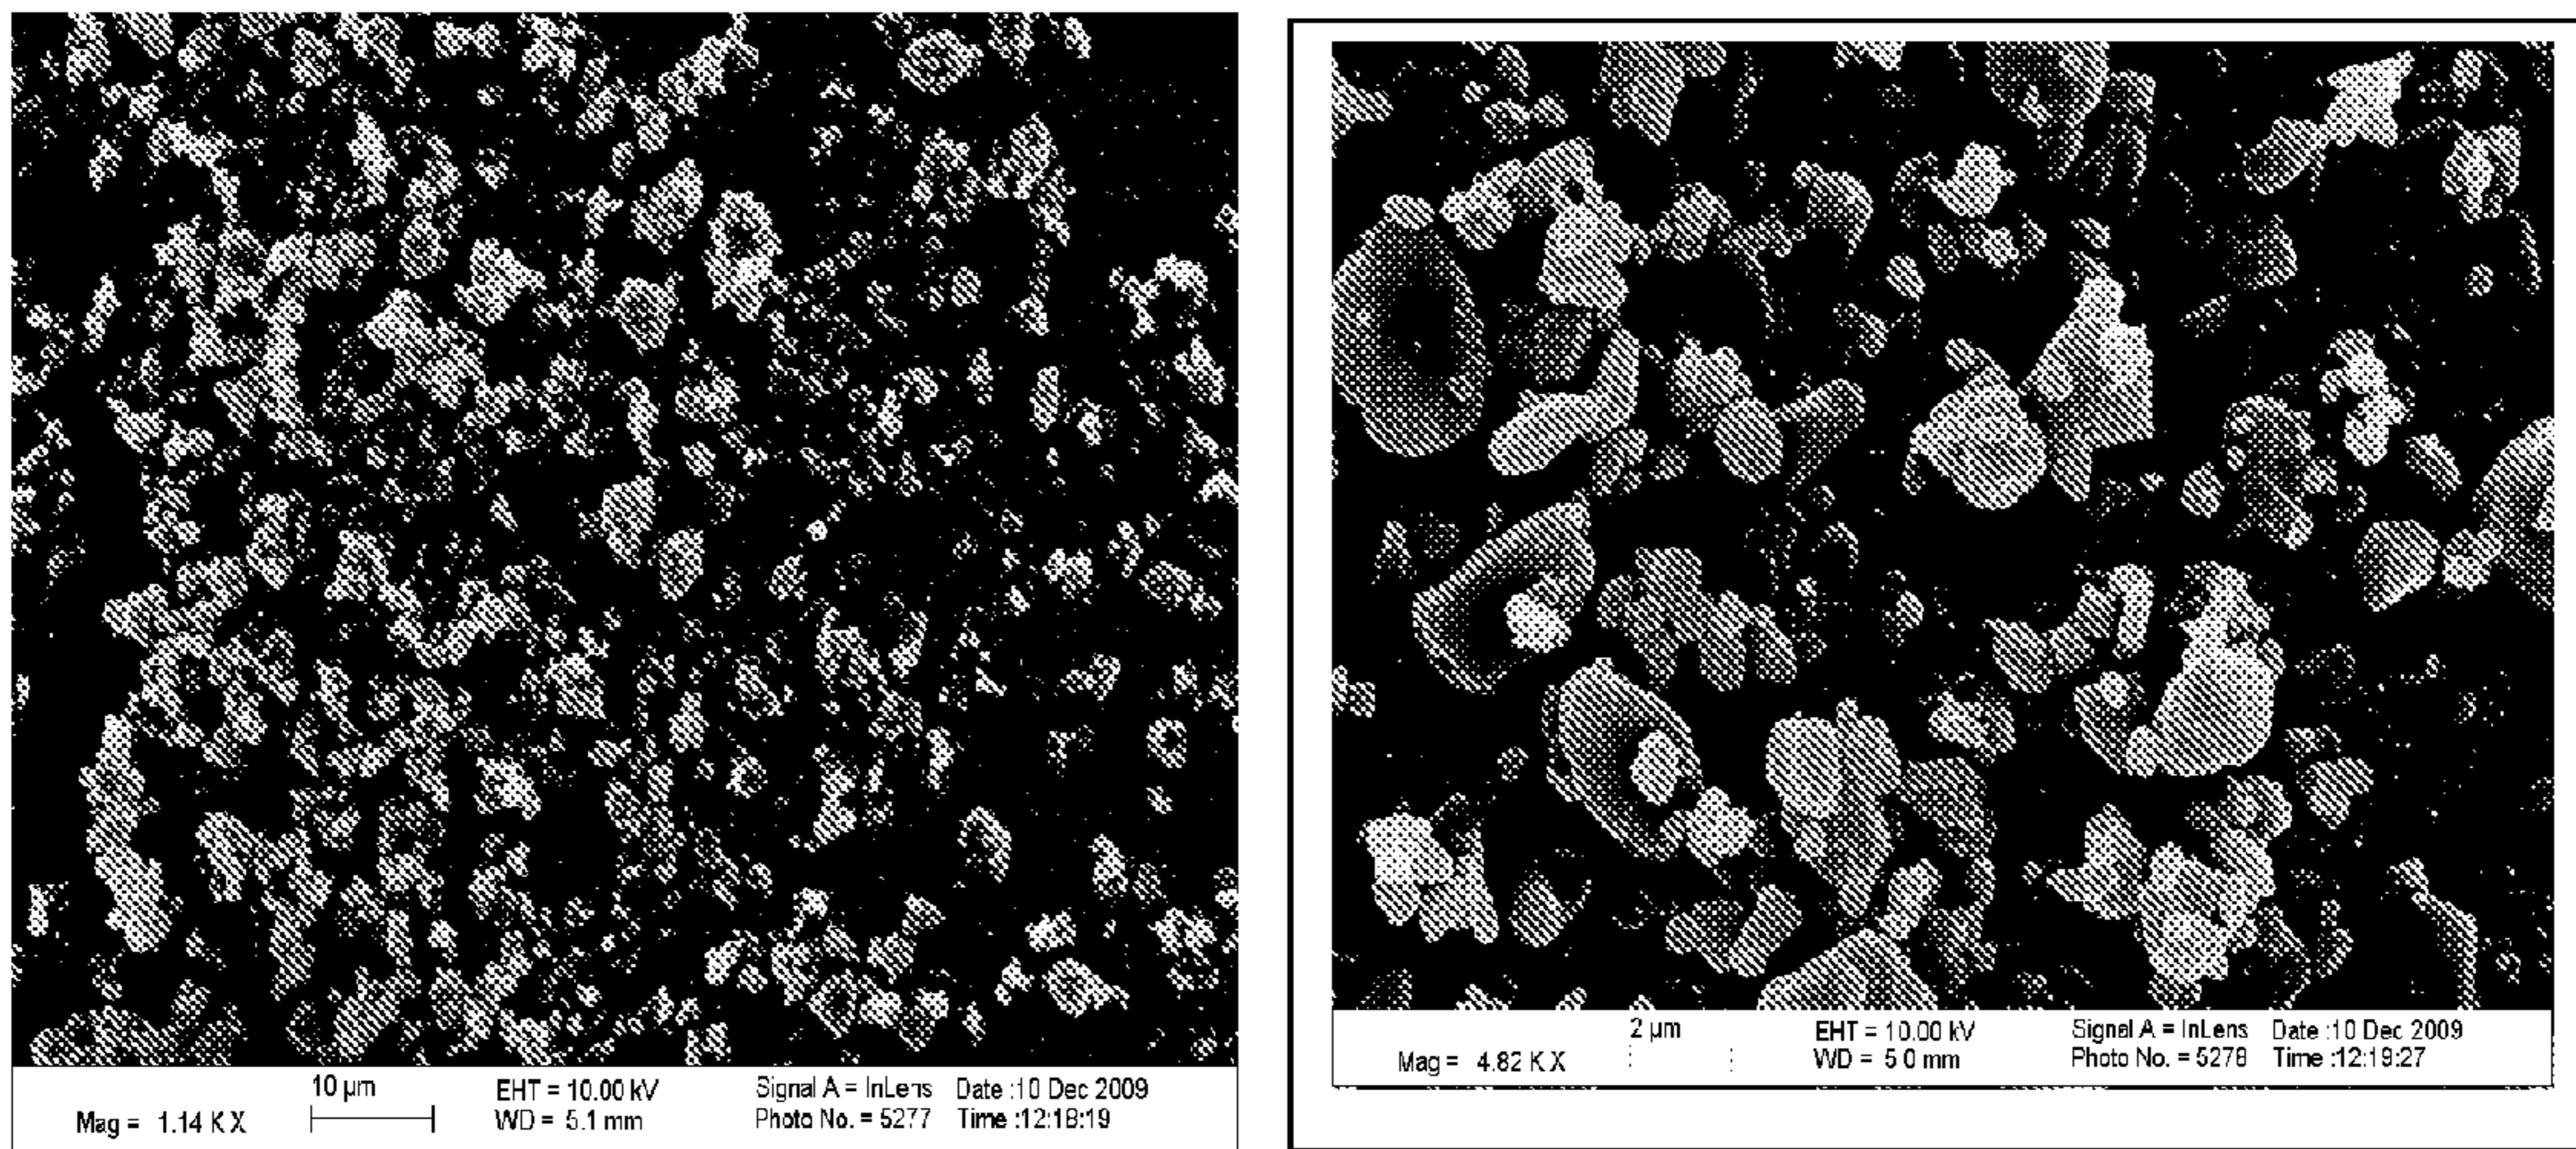 10 µm EHT = 10.00 kV Signal A = InLens Date :10 Dec 2009
Mag = 1.14 K X WD = 5.1 mm Photo No. = 5277 Time :12:18:19
2 µm EHT = 10.00 kV Signal A = InLens Date :10 Dec 2009
Mag = 4.82 K X WD = 5.0 mm Photo No. = 5278 Time :12:19:27